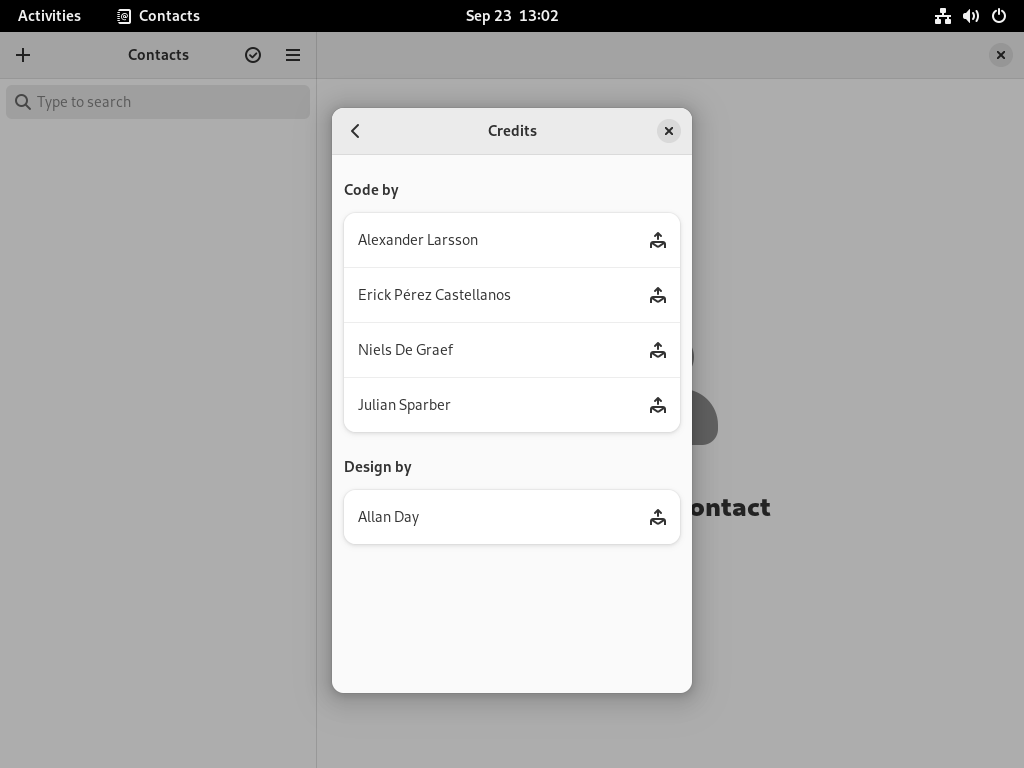 Activities
Contacts
Sep 23 13:02
Contacts
Type to search
Credits
Code by
Alexander Larsson
Erick Pérez Castellanos
Niels De Graef
Julian Sparber
Design by
Allan Day